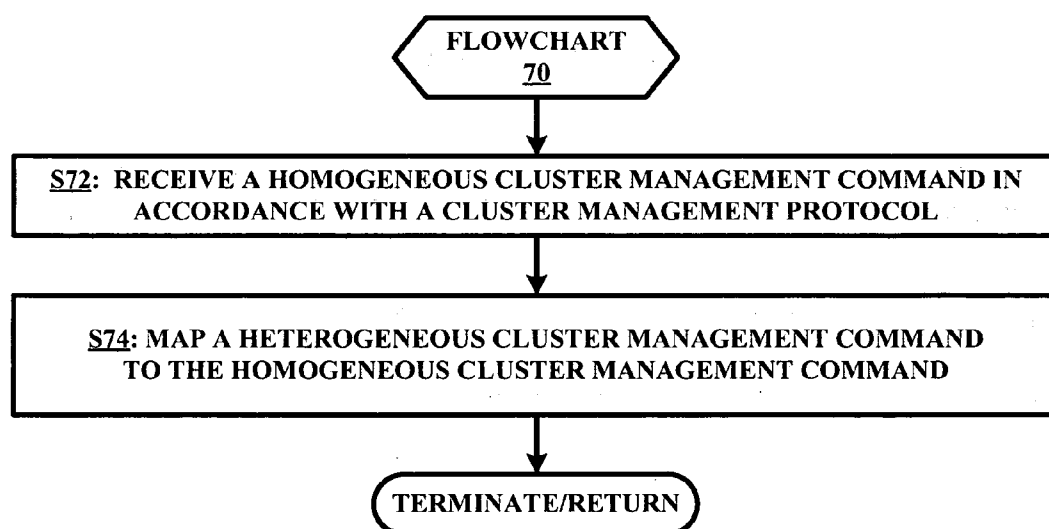 FLOWCHART
70
S72: RECEIVE A HOMOGENEOUS CLUSTER MANAGEMENT COMMAND IN
ACCORDANCE WITH A CLUSTER MANAGEMENT PROTOCOL
S74: MAP A HETEROGENEOUS CLUSTER MANAGEMENT COMMAND
TO THE HOMOGENEOUS CLUSTER MANAGEMENT COMMAND
TERMINATE/RETURN